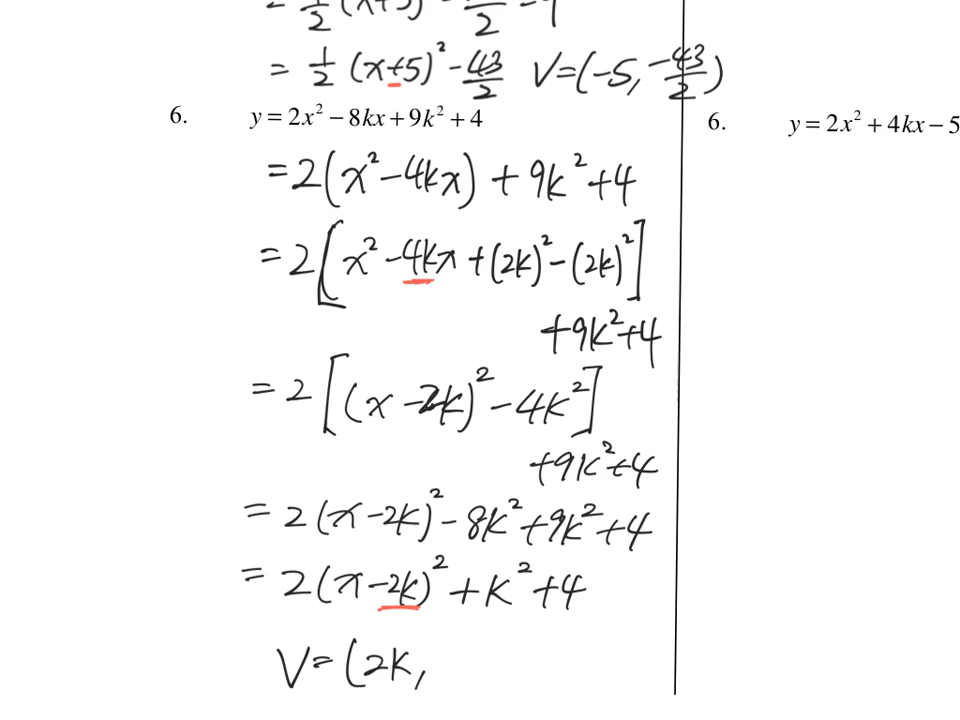 = 1/2 (x+5)² - 43/2   V=(-5, -43/2)
6.   y = 2x² − 8kx + 9k² + 4
=2(x²-4kx) + 9k²+4
=2[x²-4kx+(2k)²-(2k)²]
+9k²+4
=2[(x-2k)²-4k²]
+9k²+4
=2(x-2k)²-8k²+9k²+4
=2(x-2k)²+k²+4
V=(2k,
6.   y = 2x² + 4kx − 5